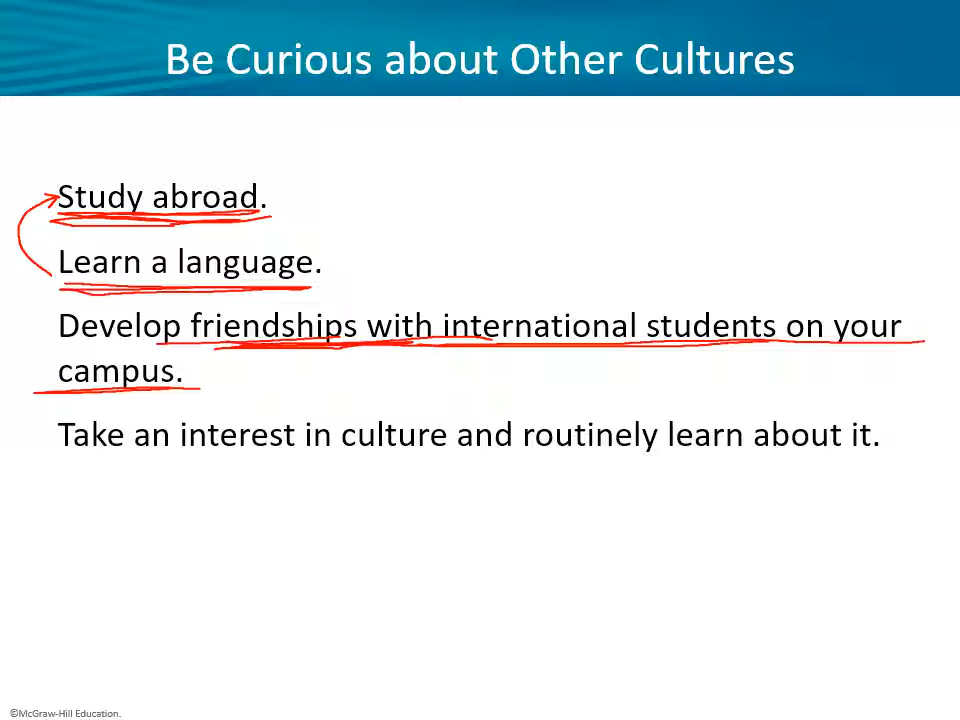 Be Curious about Other Cultures
Study abroad.
Learn a language.
Develop friendships with international students on your
campus.
Take an interest in culture and routinely learn about it.
©McGraw-Hill Education.